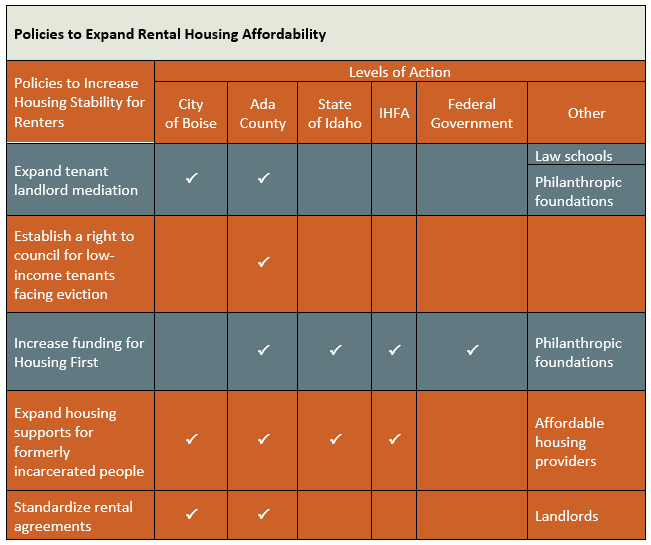 Policies to Expand Rental Housing Affordability
Policies to Increase
Housing Stability for
Renters
Levels of Action
City
of Boise
Ada
County
State
of Idaho
IHFA
Federal
Government
Other
Expand tenant
landlord mediation
✓
✓
Law schools
Philanthropic
foundations
Establish a right to
council for low-
income tenants
facing eviction
✓
Increase funding for
Housing First
✓
✓
✓
✓
Philanthropic
foundations
Expand housing
supports for
formerly
incarcerated people
✓
✓
✓
✓
Affordable
housing
providers
Standardize rental
agreements
✓
✓
Landlords